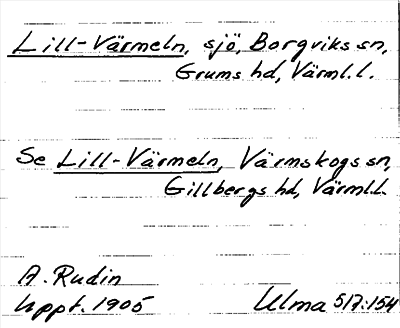 Lill-Värmeln, sjö, Borgviks sn,
Grums hd, Värml.l.
Se Lill-Värmeln, Värmskogs sn,
Gillbergs hd, Värml.l.
A. Rudin
Uppt. 1905 Ulma 517:154